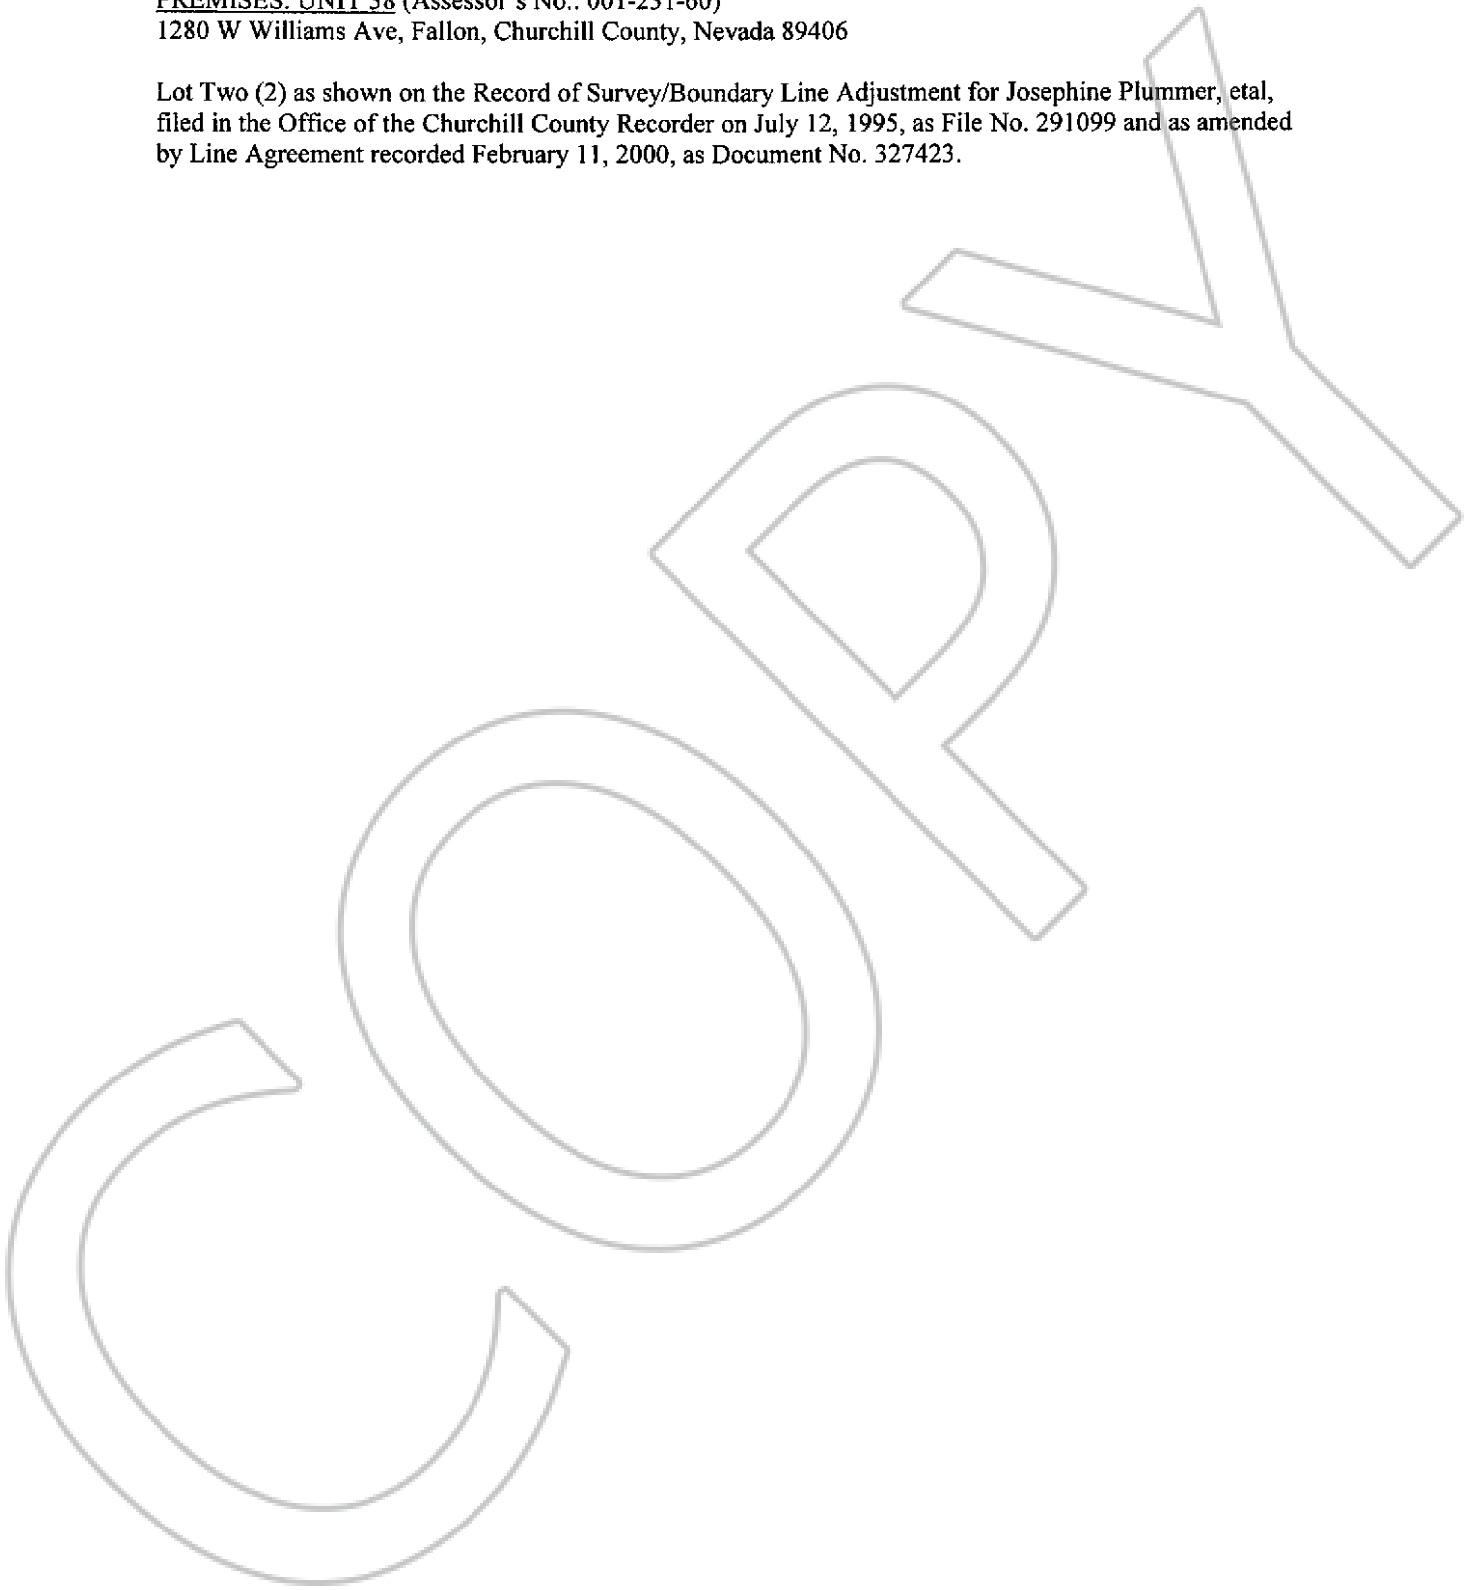 PREMISES: UNIT 58 (Assessor's No.: 001-231-60)
1280 W Williams Ave, Fallon, Churchill County, Nevada 89406
Lot Two (2) as shown on the Record of Survey/Boundary Line Adjustment for Josephine Plummer, etal,
filed in the Office of the Churchill County Recorder on July 12, 1995, as File No. 291099 and as amended
by Line Agreement recorded February 11, 2000, as Document No. 327423.
COPY